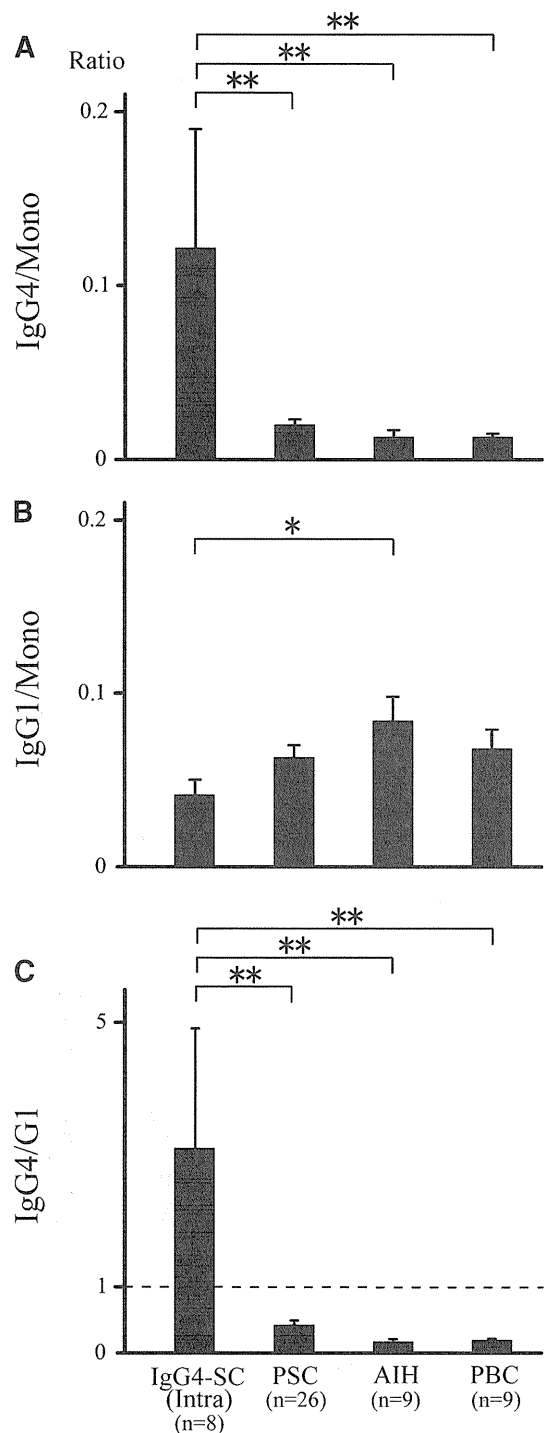 A
Ratio
**
**
**
0.2
0.1
0
IgG4/Mono
B
*
0.2
0.1
0
IgG1/Mono
C
**
**
**
5
1
0
IgG4/G1
IgG4-SC PSC AIH PBC
(Intra) (n=26) (n=9) (n=9)
(n=8)